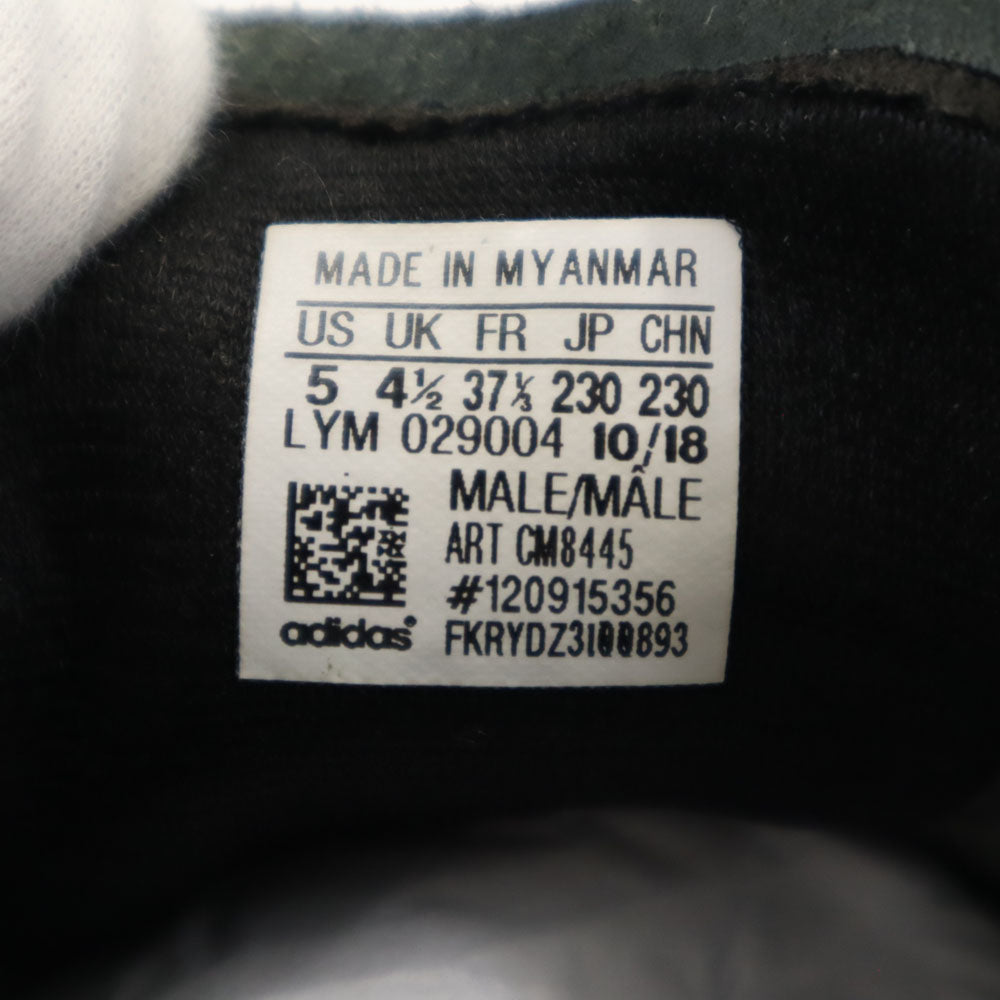 MADE IN MYANMAR
US UK FR JP CHN
5 4½ 37⅓ 230 230
LYM 029004 10/18
MALE/MÂLE
ART CM8445
#120915356
adidas®